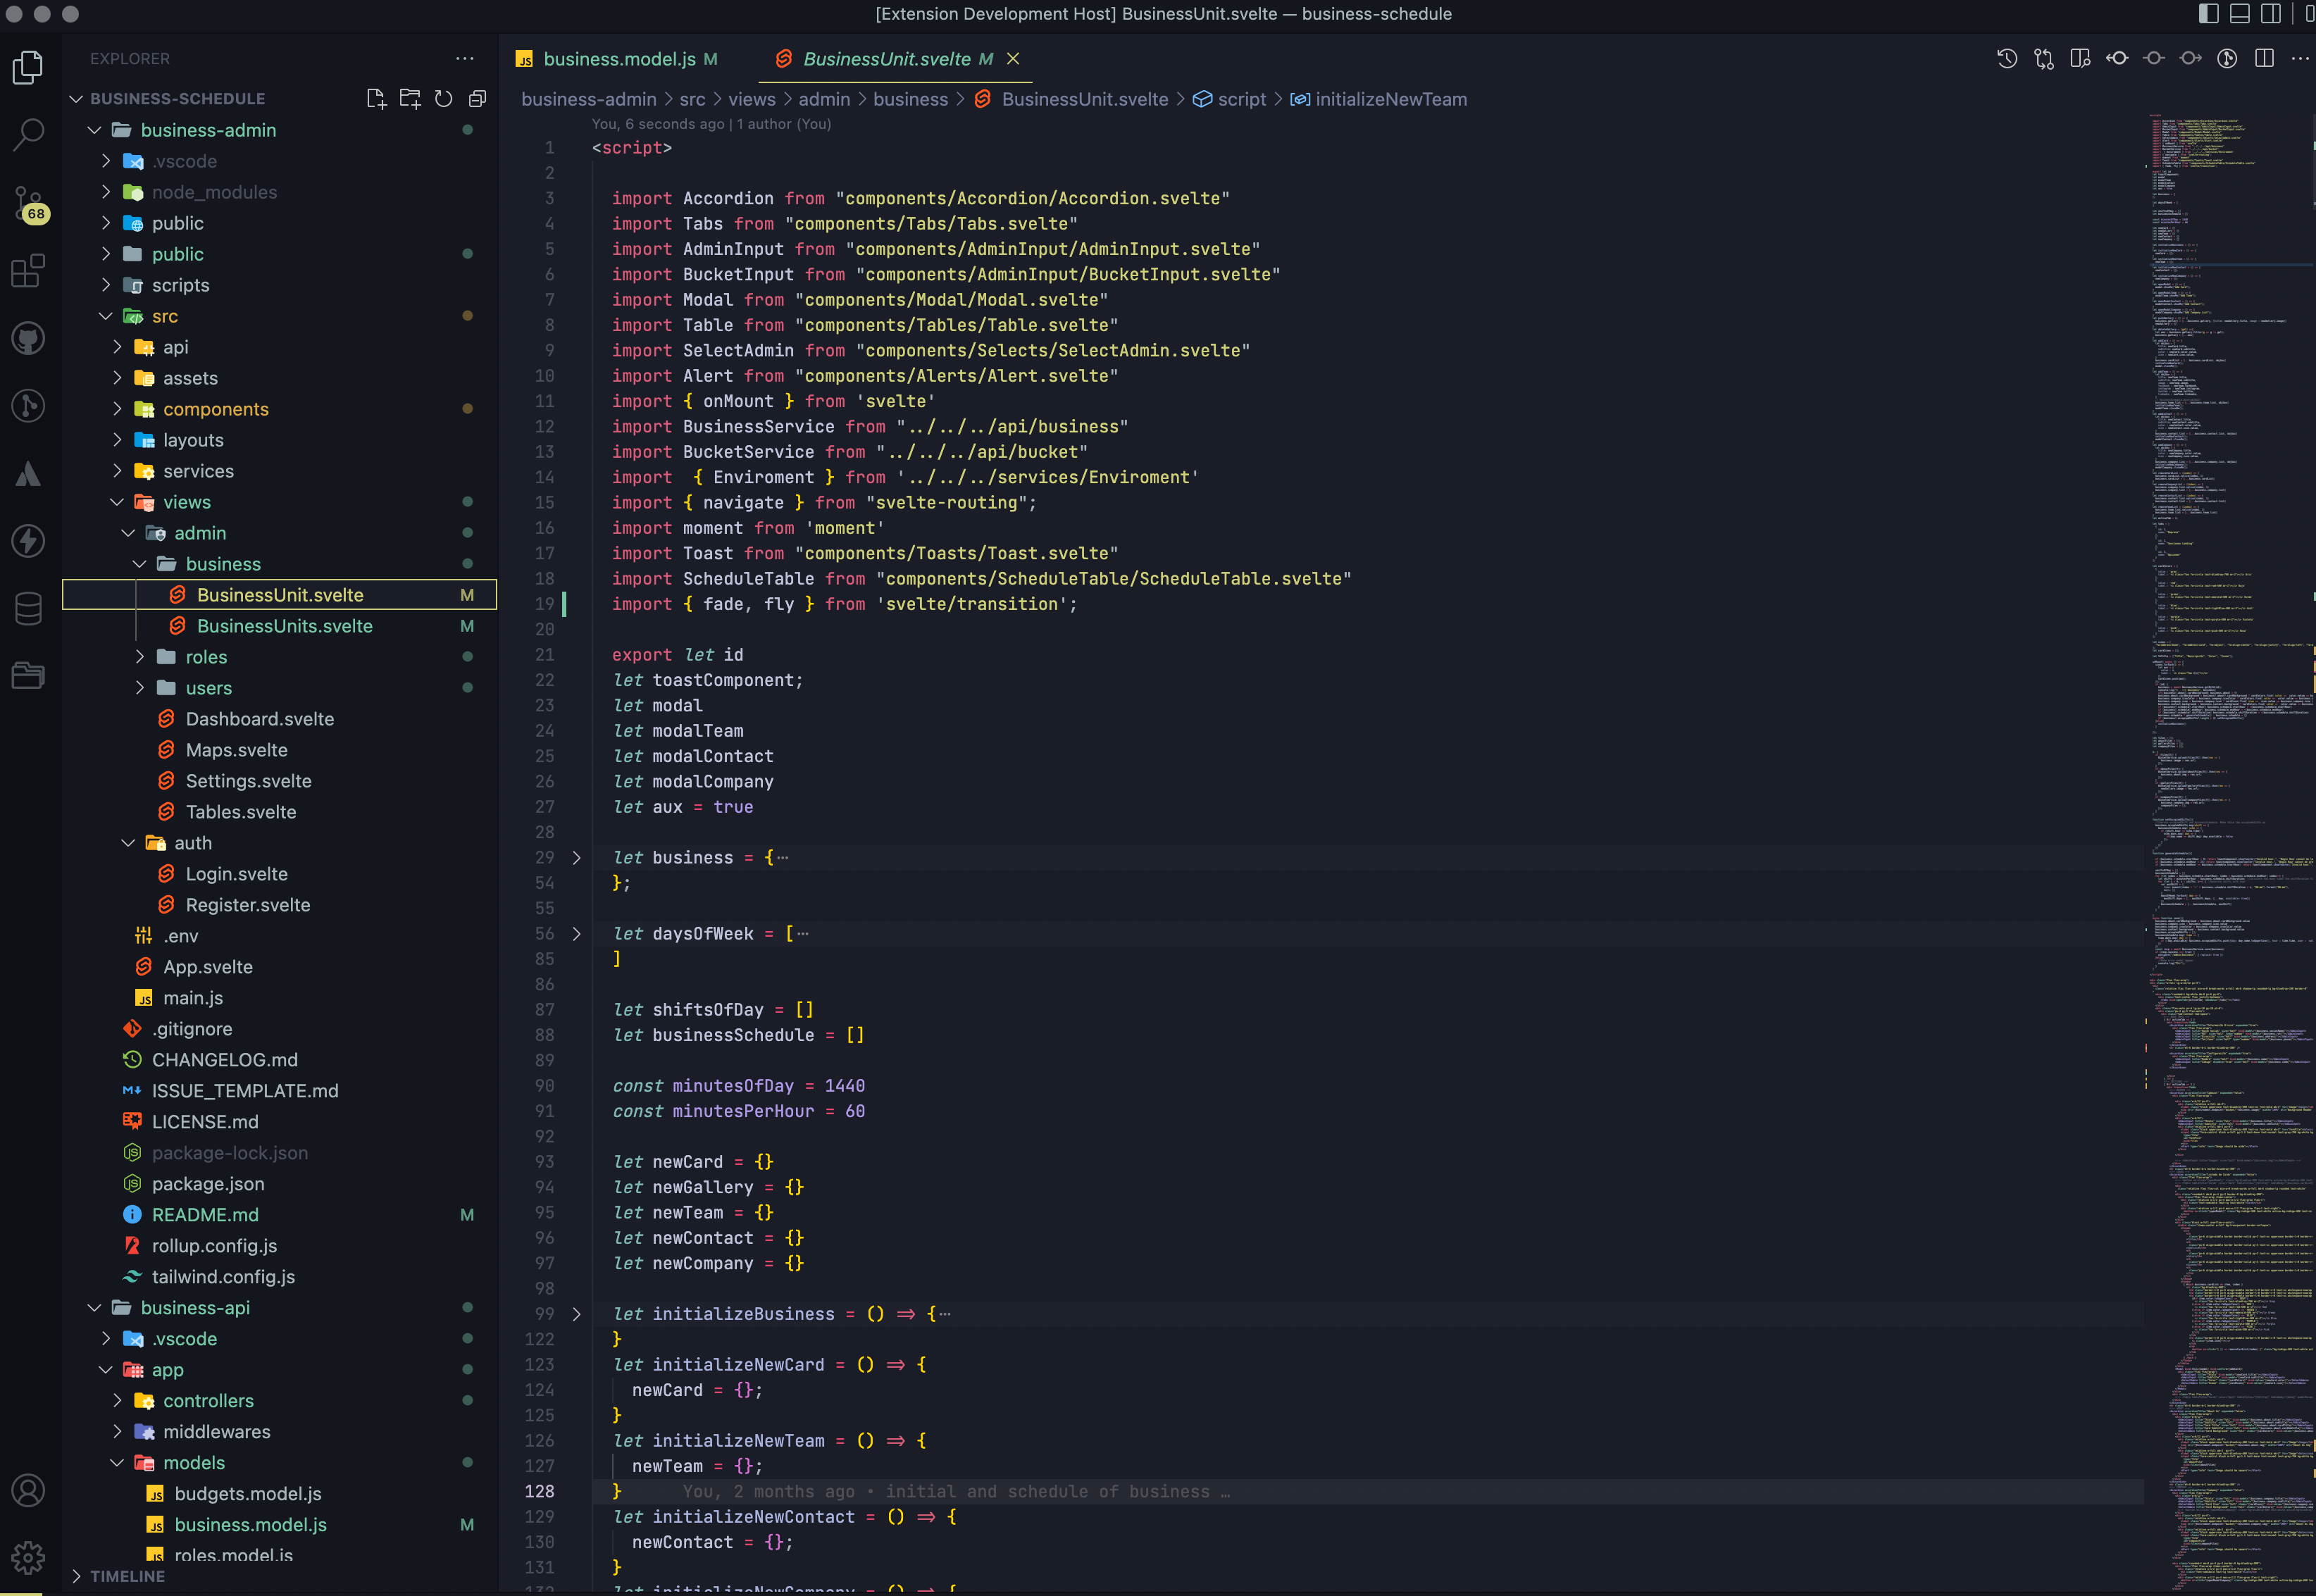 [Extension Development Host] BusinessUnit.svelte — business-schedule
EXPLORER
BUSINESS-SCHEDULE
business-admin
.vscode
node_modules
public
public
scripts
src
api
assets
components
layouts
services
views
admin
business
BusinessUnit.svelte M
BusinessUnits.svelte M
roles
users
Dashboard.svelte
Maps.svelte
Settings.svelte
Tables.svelte
auth
Login.svelte
Register.svelte
.env
App.svelte
main.js
.gitignore
CHANGELOG.md
ISSUE_TEMPLATE.md
LICENSE.md
package-lock.json
package.json
README.md M
rollup.config.js
tailwind.config.js
business-api
.vscode
app
controllers
middlewares
models
budgets.model.js
business.model.js M
roles.model.js
TIMELINE
68
JS business.model.js M
BusinessUnit.svelte M
business-admin > src > views > admin > business > BusinessUnit.svelte > script > initializeNewTeam
You, 6 seconds ago | 1 author (You)
1 <script>
2
3 import Accordion from "components/Accordion/Accordion.svelte"
4 import Tabs from "components/Tabs/Tabs.svelte"
5 import AdminInput from "components/AdminInput/AdminInput.svelte"
6 import BucketInput from "components/AdminInput/BucketInput.svelte"
7 import Modal from "components/Modal/Modal.svelte"
8 import Table from "components/Tables/Table.svelte"
9 import SelectAdmin from "components/Selects/SelectAdmin.svelte"
10 import Alert from "components/Alerts/Alert.svelte"
11 import { onMount } from 'svelte'
12 import BusinessService from "../../../api/business"
13 import BucketService from "../../../api/bucket"
14 import  { Enviroment } from '../../../services/Enviroment'
15 import { navigate } from "svelte-routing";
16 import moment from 'moment'
17 import Toast from "components/Toasts/Toast.svelte"
18 import ScheduleTable from "components/ScheduleTable/ScheduleTable.svelte"
19 import { fade, fly } from 'svelte/transition';
20
21 export let id
22 let toastComponent;
23 let modal
24 let modalTeam
25 let modalContact
26 let modalCompany
27 let aux = true
28
29 let business = {···
54 };
55
56 let daysOfWeek = [···
85 ]
86
87 let shiftsOfDay = []
88 let businessSchedule = []
89
90 const minutesOfDay = 1440
91 const minutesPerHour = 60
92
93 let newCard = {}
94 let newGallery = {}
95 let newTeam = {}
96 let newContact = {}
97 let newCompany = {}
98
99 let initializeBusiness = () => {···
122 }
123 let initializeNewCard = () => {
124 newCard = {};
125 }
126 let initializeNewTeam = () => {
127 newTeam = {};
128 } You, 2 months ago • initial and schedule of business …
129 let initializeNewContact = () => {
130 newContact = {};
131 }
132 let initializeNewCompany = () => {